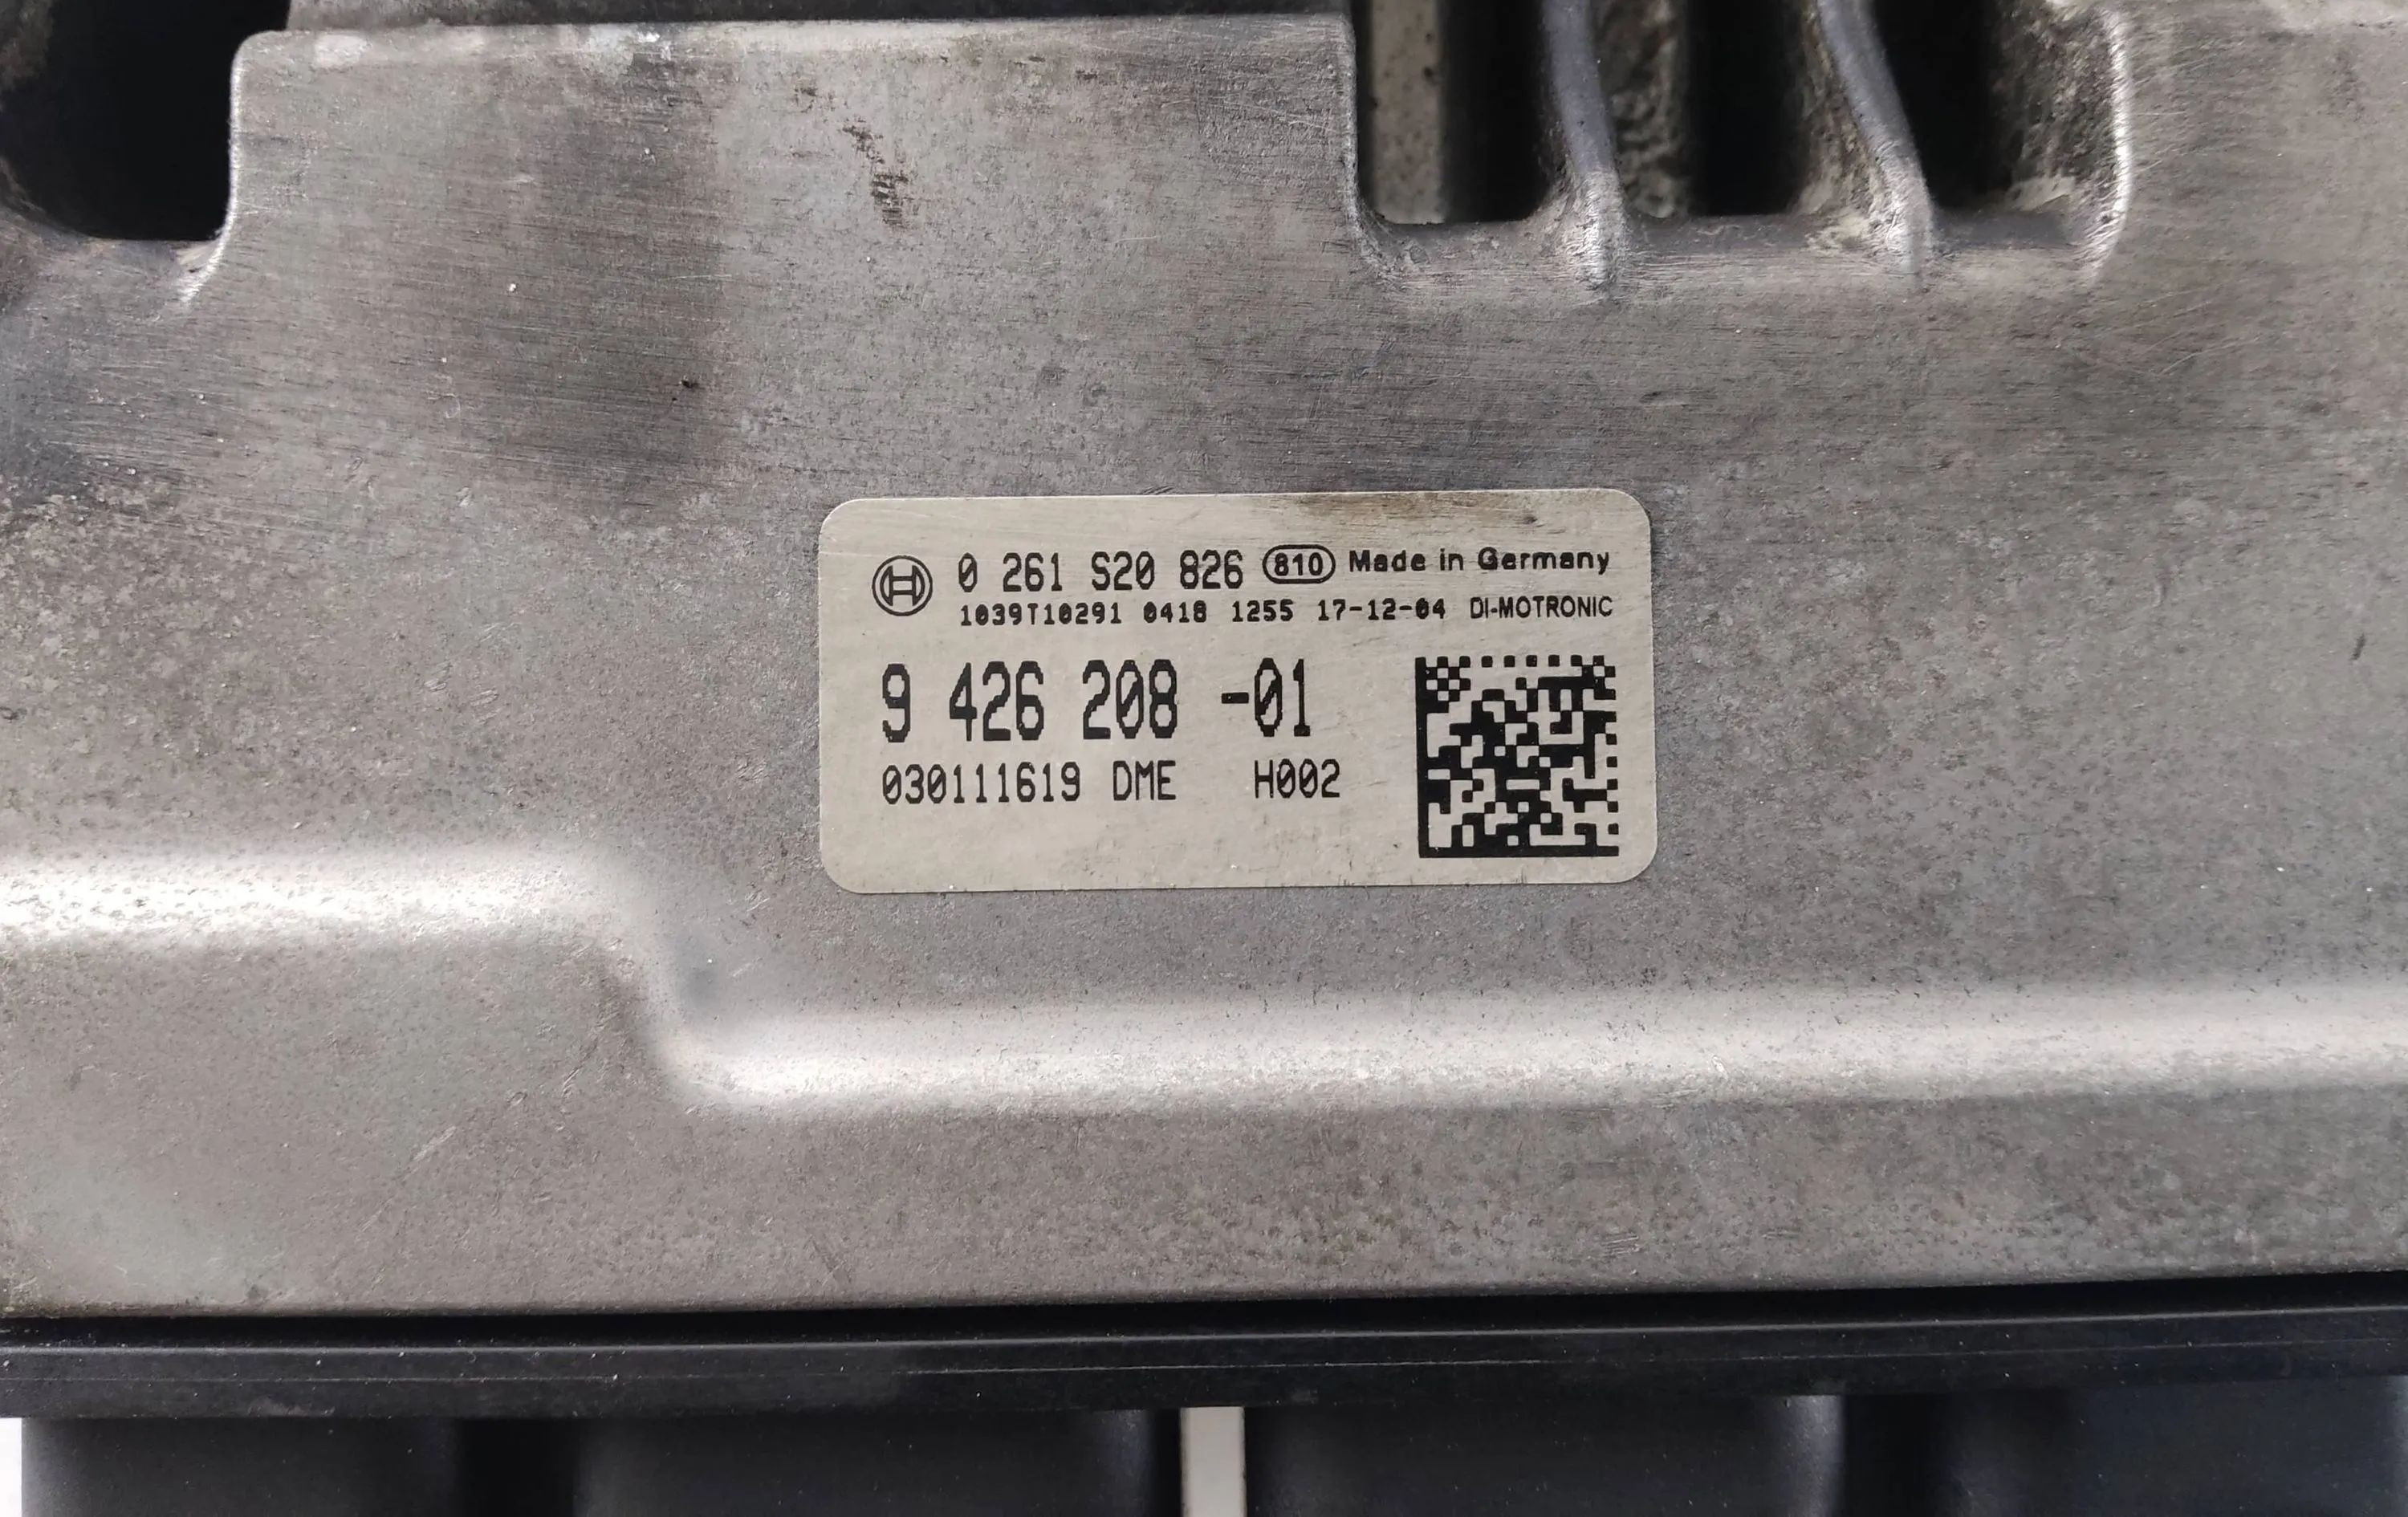 0 261 S20 826 810 Made in Germany
1039T10291 0418 1255 17-12-04 DI-MOTRONIC
9 426 208 -01
030111619 DME H002